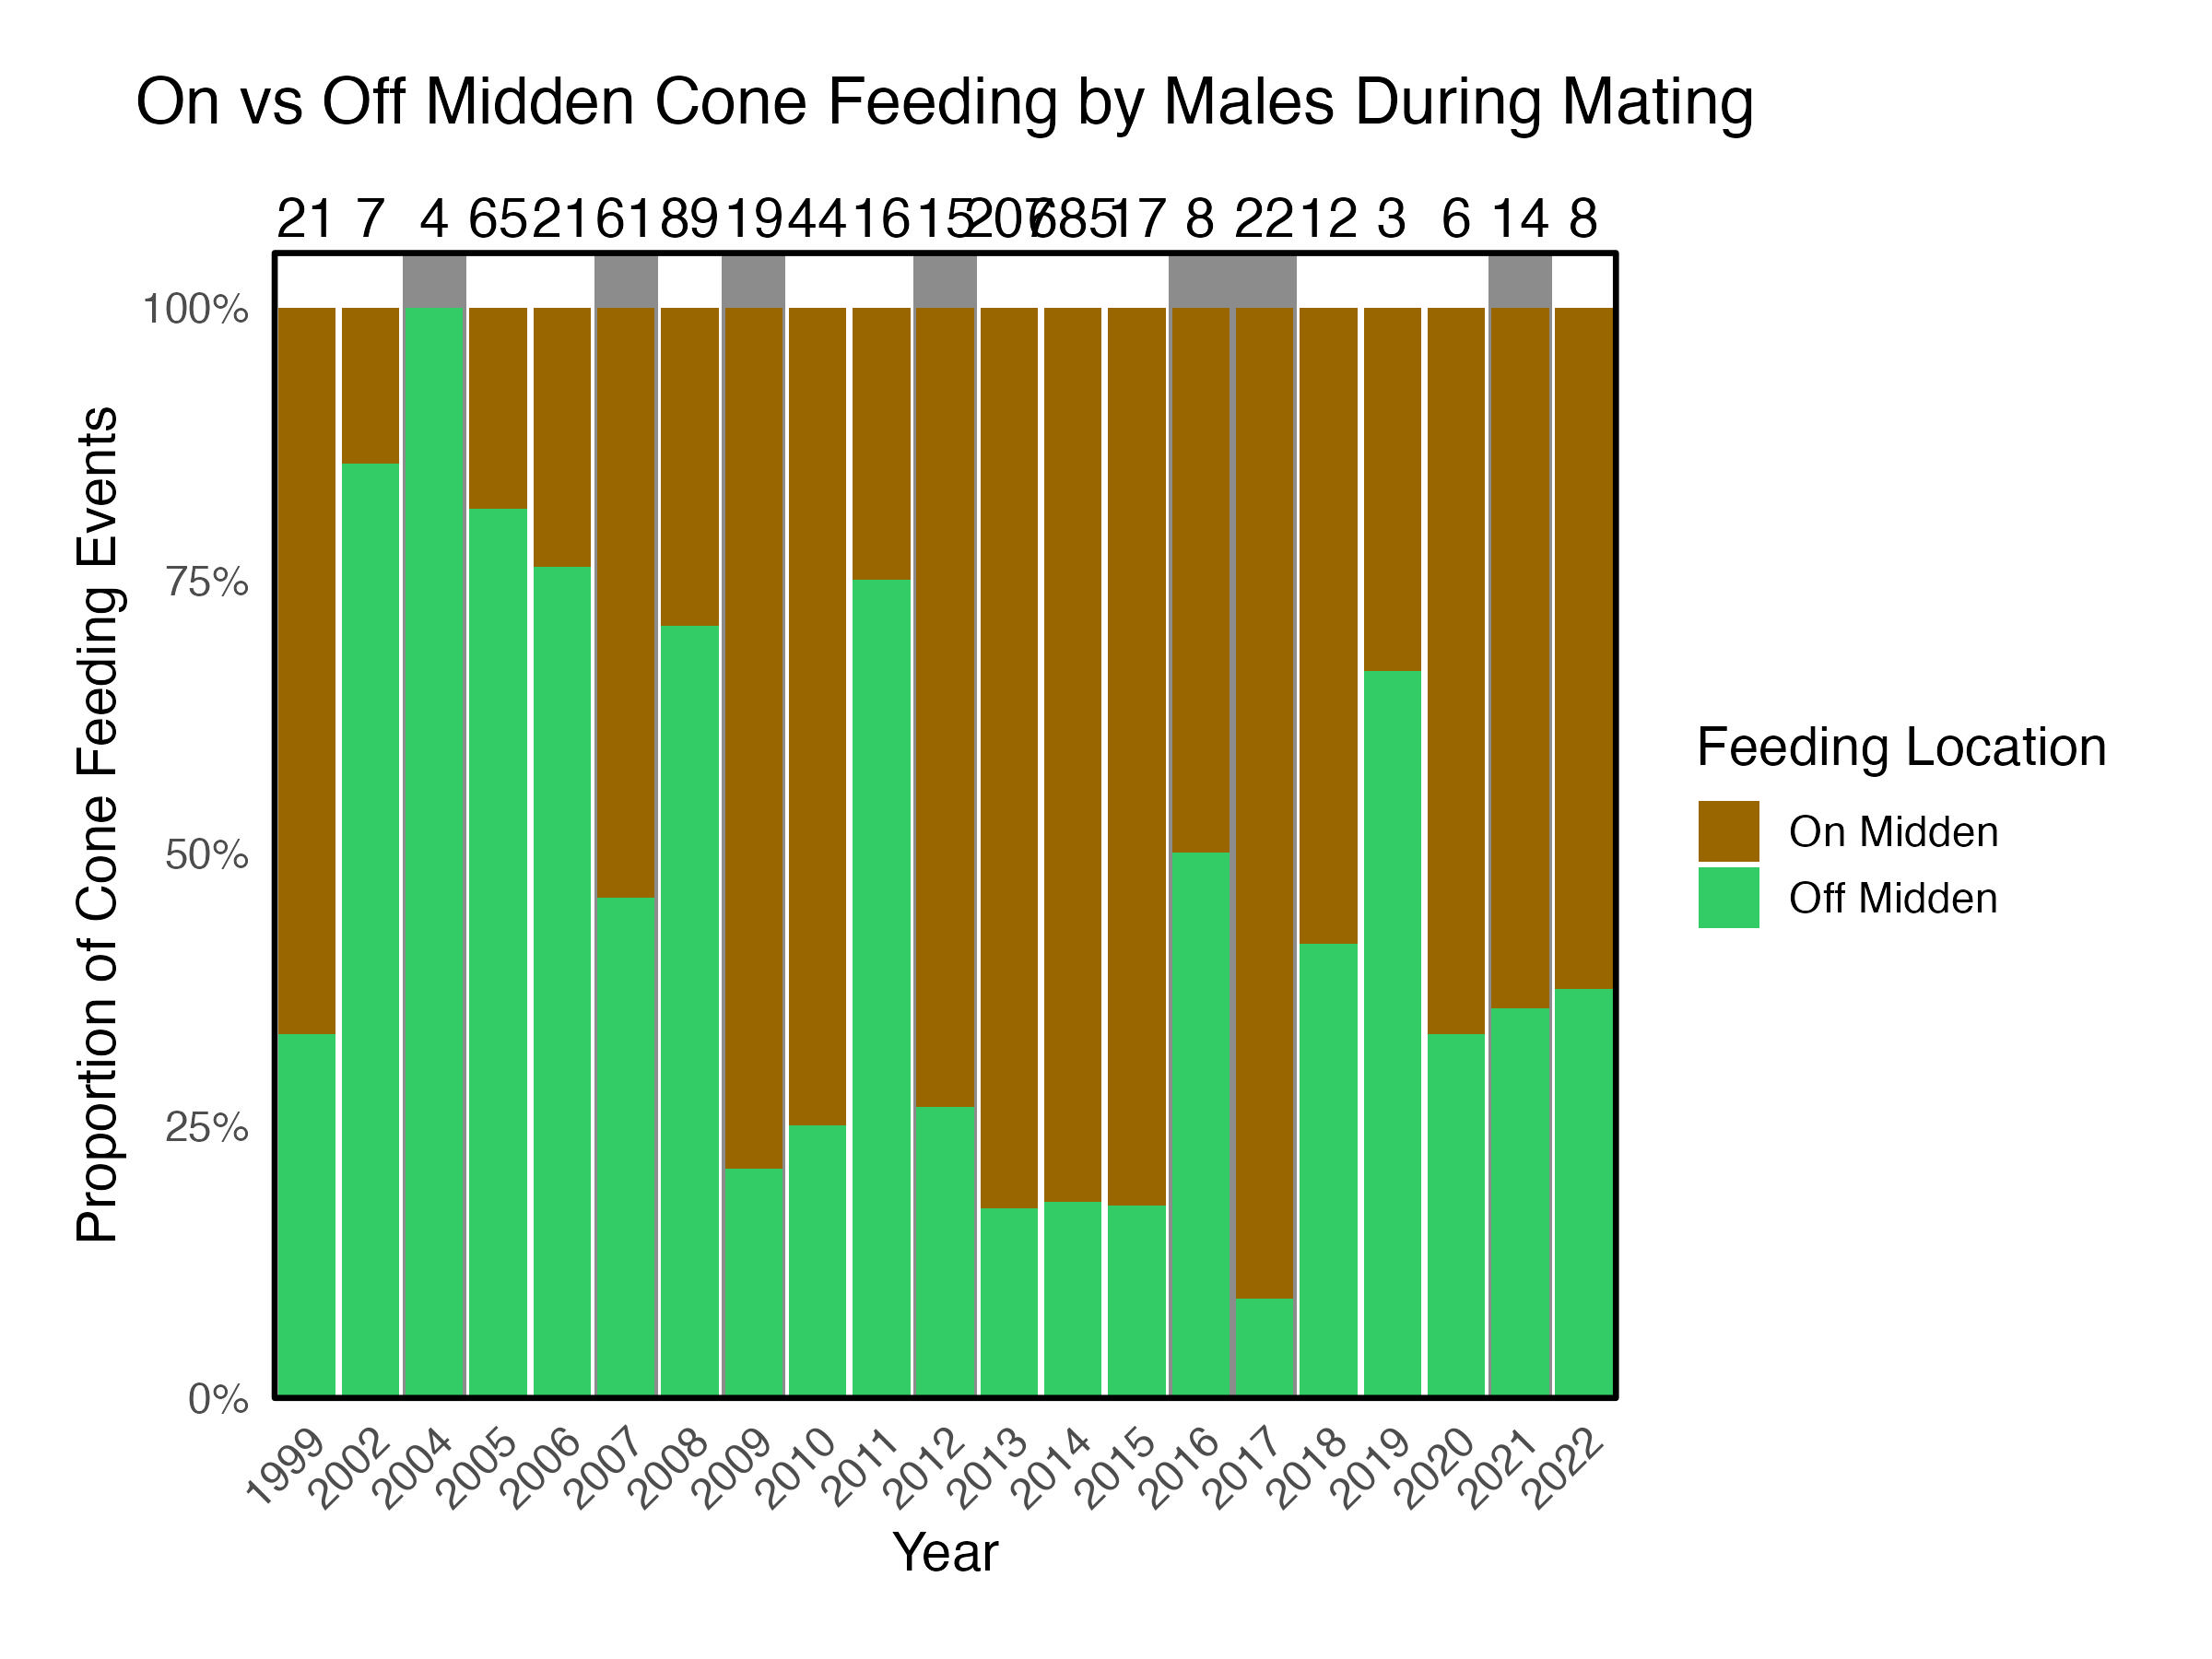 On vs Off Midden Cone Feeding by Males During Mating
21 7 4 65 21 61 89 19 44 16 15 207 685 17 8 22 12 3 6 14 8
100%
75%
50%
25%
0%
Proportion of Cone Feeding Events
1999 2002 2004 2005 2006 2007 2008 2009 2010 2011 2012 2013 2014 2015 2016 2017 2018 2019 2020 2021 2022
Year
Feeding Location
On Midden
Off Midden